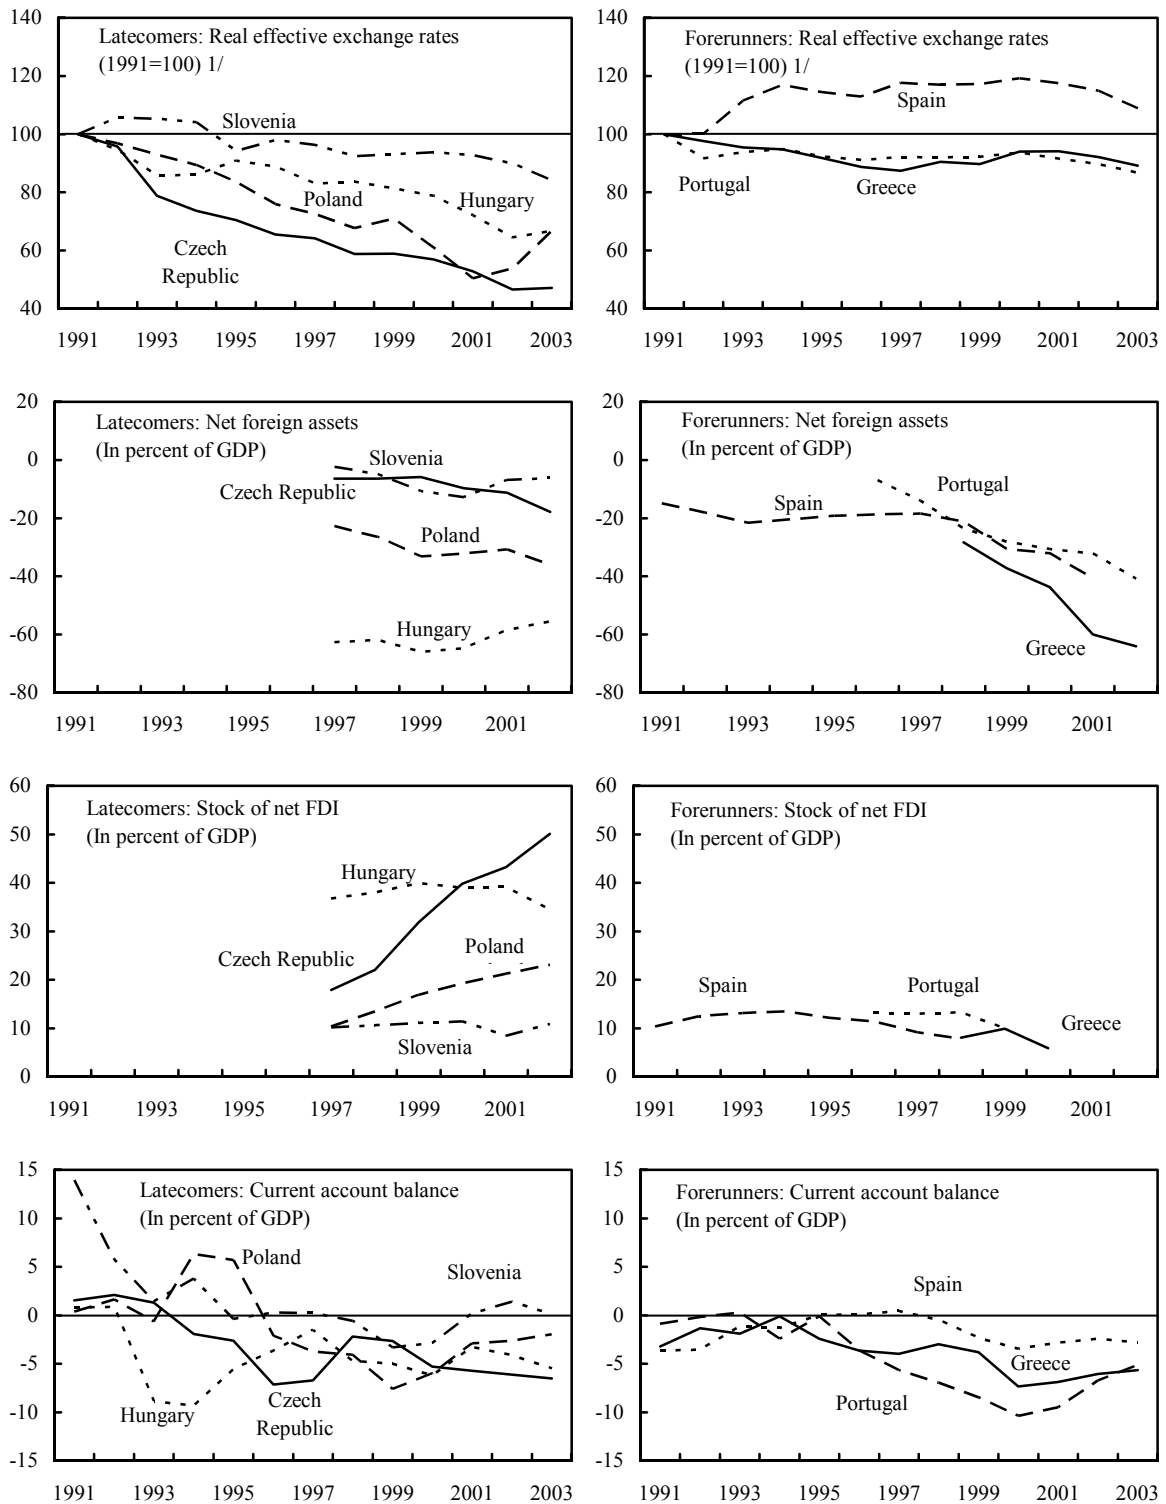 Latecomers: Real effective exchange rates
(1991=100) 1/
140
120
100
80
60
40
Slovenia
Poland
Hungary
Czech
Republic
1991 1993 1995 1997 1999 2001 2003
Forerunners: Real effective exchange rates
(1991=100) 1/
140
120
100
80
60
40
Spain
Portugal
Greece
1991 1993 1995 1997 1999 2001 2003
Latecomers: Net foreign assets
(In percent of GDP)
20
0
-20
-40
-60
-80
Slovenia
Czech Republic
Poland
Hungary
1991 1993 1995 1997 1999 2001
Forerunners: Net foreign assets
(In percent of GDP)
20
0
-20
-40
-60
-80
Portugal
Spain
Greece
1991 1993 1995 1997 1999 2001
Latecomers: Stock of net FDI
(In percent of GDP)
60
50
40
30
20
10
0
Hungary
Poland
Czech Republic
Slovenia
1991 1993 1995 1997 1999 2001
Forerunners: Stock of net FDI
(In percent of GDP)
60
50
40
30
20
10
0
Spain
Portugal
Greece
1991 1993 1995 1997 1999 2001
Latecomers: Current account balance
(In percent of GDP)
15
10
5
0
-5
-10
-15
Poland
Slovenia
Hungary
Czech
Republic
1991 1993 1995 1997 1999 2001 2003
Forerunners: Current account balance
(In percent of GDP)
15
10
5
0
-5
-10
-15
Spain
Greece
Portugal
1991 1993 1995 1997 1999 2001 2003